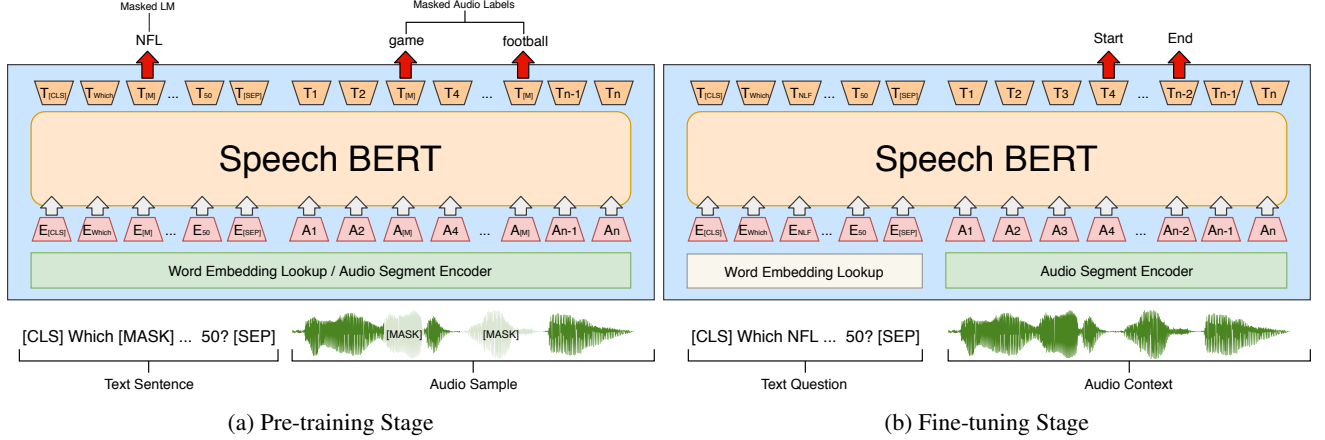 Masked LM
Masked Audio Labels
NFL
game
football
T[CLS] TWhich T[M] ... T50 T[SEP] T1 T2 T[M] T4 ... T[M] Tn-1 Tn
Speech BERT
E[CLS] EWhich E[M] ... E50 E[SEP] A1 A2 A[M] A4 ... A[M] An-1 An
Word Embedding Lookup / Audio Segment Encoder
[CLS] Which [MASK] ... 50? [SEP]
[MASK]
[MASK]
Text Sentence
Audio Sample
(a) Pre-training Stage
Start
End
T[CLS] TWhich TNLF ... T50 T[SEP] T1 T2 T3 T4 ... Tn-2 Tn-1 Tn
Speech BERT
E[CLS] EWhich ENLF ... E50 E[SEP] A1 A2 A3 A4 ... An-2 An-1 An
Word Embedding Lookup
Audio Segment Encoder
[CLS] Which NFL ... 50? [SEP]
Text Question
Audio Context
(b) Fine-tuning Stage